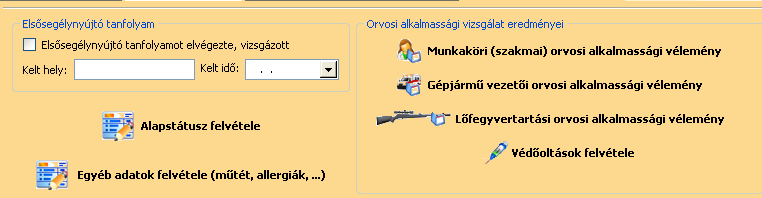 Elsősegélynyújtó tanfolyam
Elsősegélynyújtó tanfolyamot elvégezte, vizsgázott
Kelt hely: Kelt idő: . .
Alapstátusz felvétele
Egyéb adatok felvétele (műtét, allergiák, ...)
Orvosi alkalmassági vizsgálat eredményei
Munkaköri (szakmai) orvosi alkalmassági vélemény
Gépjármű vezetői orvosi alkalmassági vélemény
Lőfegyvertartási orvosi alkalmassági vélemény
Védőoltások felvétele